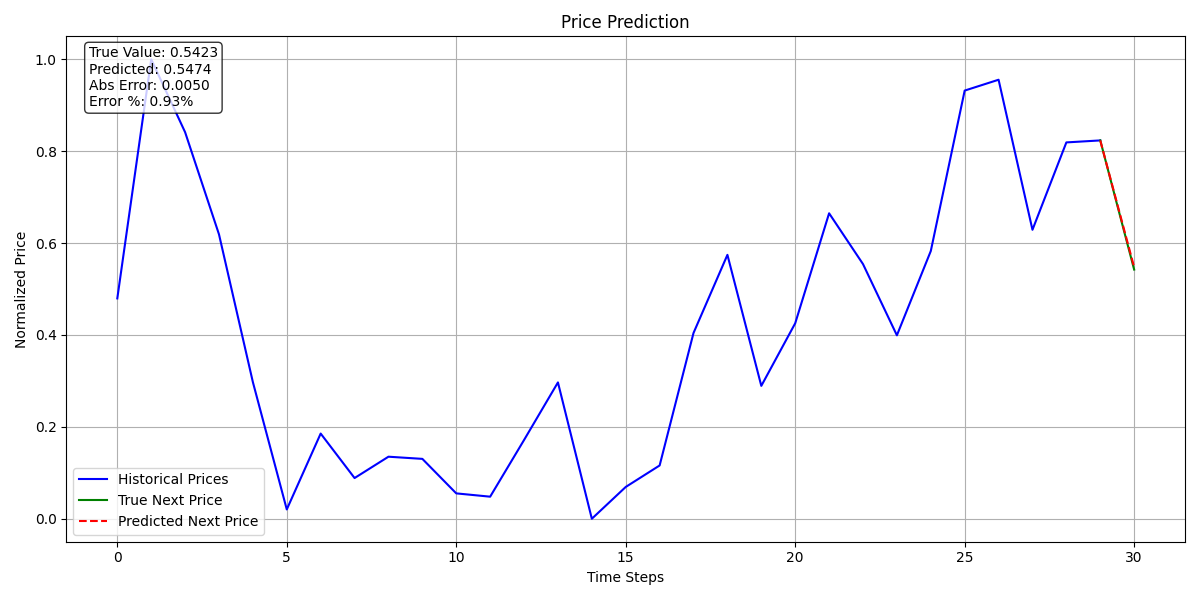 Price Prediction
True Value: 0.5423
Predicted: 0.5474
Abs Error: 0.0050
Error %: 0.93%
1.0
0.8
0.6
0.4
0.2
0.0
Normalized Price
Historical Prices
True Next Price
Predicted Next Price
0 5 10 15 20 25 30
Time Steps